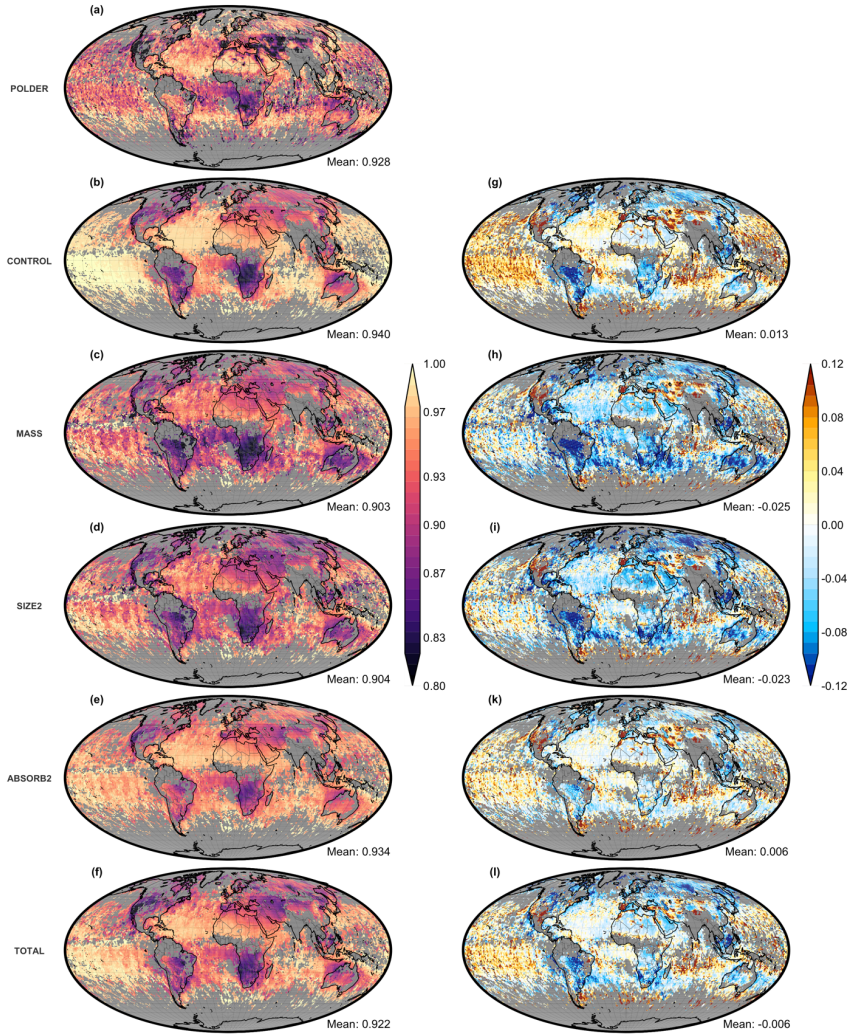 (a)
POLDER
Mean: 0.928
(b)
(g)
CONTROL
Mean: 0.940
Mean: 0.013
(c)
(h)
1.00
0.12
0.97
0.08
MASS
0.93
0.04
Mean: 0.903
Mean: -0.025
0.90
0.00
(d)
(i)
0.87
-0.04
SIZE2
0.83
-0.08
Mean: 0.904
Mean: -0.023
0.80
-0.12
(e)
(k)
ABSORB2
Mean: 0.934
Mean: 0.006
(f)
(l)
TOTAL
Mean: 0.922
Mean: -0.006